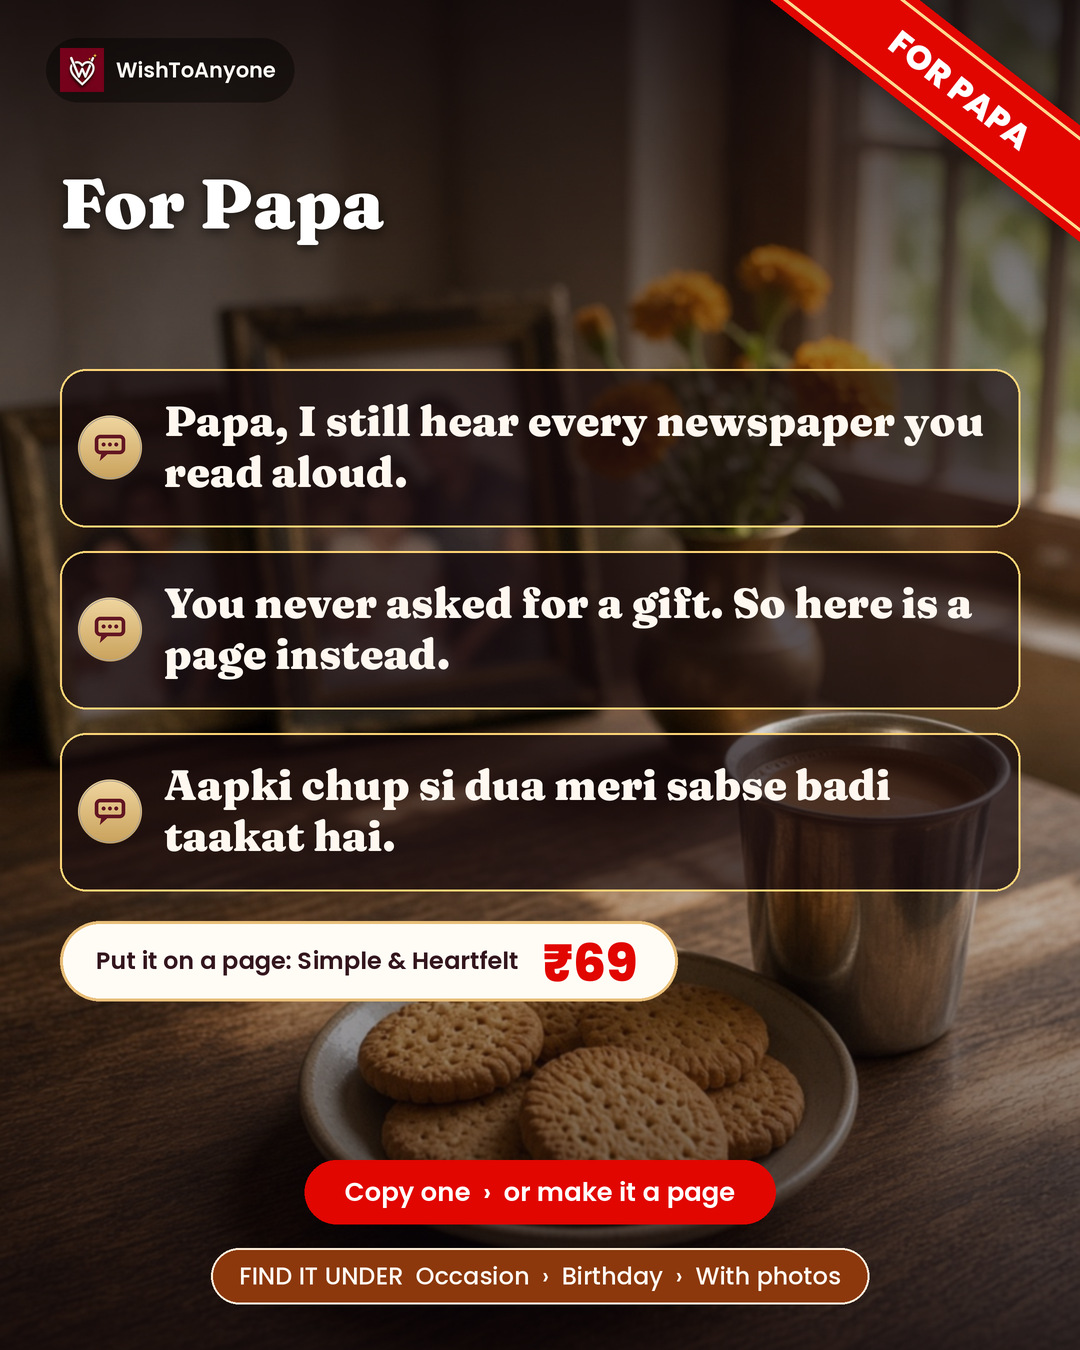 WishToAnyone
FOR PAPA
For Papa
Papa, I still hear every newspaper you
read aloud.
You never asked for a gift. So here is a
page instead.
Aapki chup si dua meri sabse badi
taakat hai.
Put it on a page: Simple & Heartfelt ₹69
Copy one › or make it a page
FIND IT UNDER Occasion › Birthday › With photos